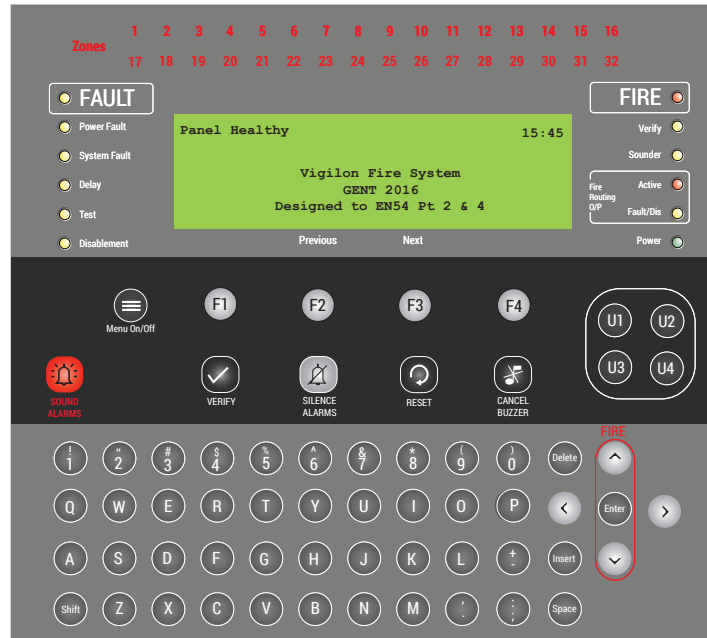 1 2 3 4 5 6 7 8 9 10 11 12 13 14 15 16
Zones
17 18 19 20 21 22 23 24 25 26 27 28 29 30 31 32
FAULT
FIRE
Power Fault
Panel Healthy 15:45
Verify
System Fault
Sounder
Vigilon Fire System
Delay
GENT 2016
Fire Routing O/P
Active
Test
Designed to EN54 Pt 2 & 4
Fault/Dis
Disablement
Previous Next
Power
Menu On/Off
F1 F2 F3 F4
U1 U2
U3 U4
SOUND
ALARMS
VERIFY
SILENCE
ALARMS
RESET
CANCEL
BUZZER
FIRE
! " # $ % ^ & * ( )
1 2 3 4 5 6 7 8 9 0 Delete
Q W E R T Y U I O P Enter
A S D F G H J K L + - Insert
Shift Z X C V B N M ' . : ; Space